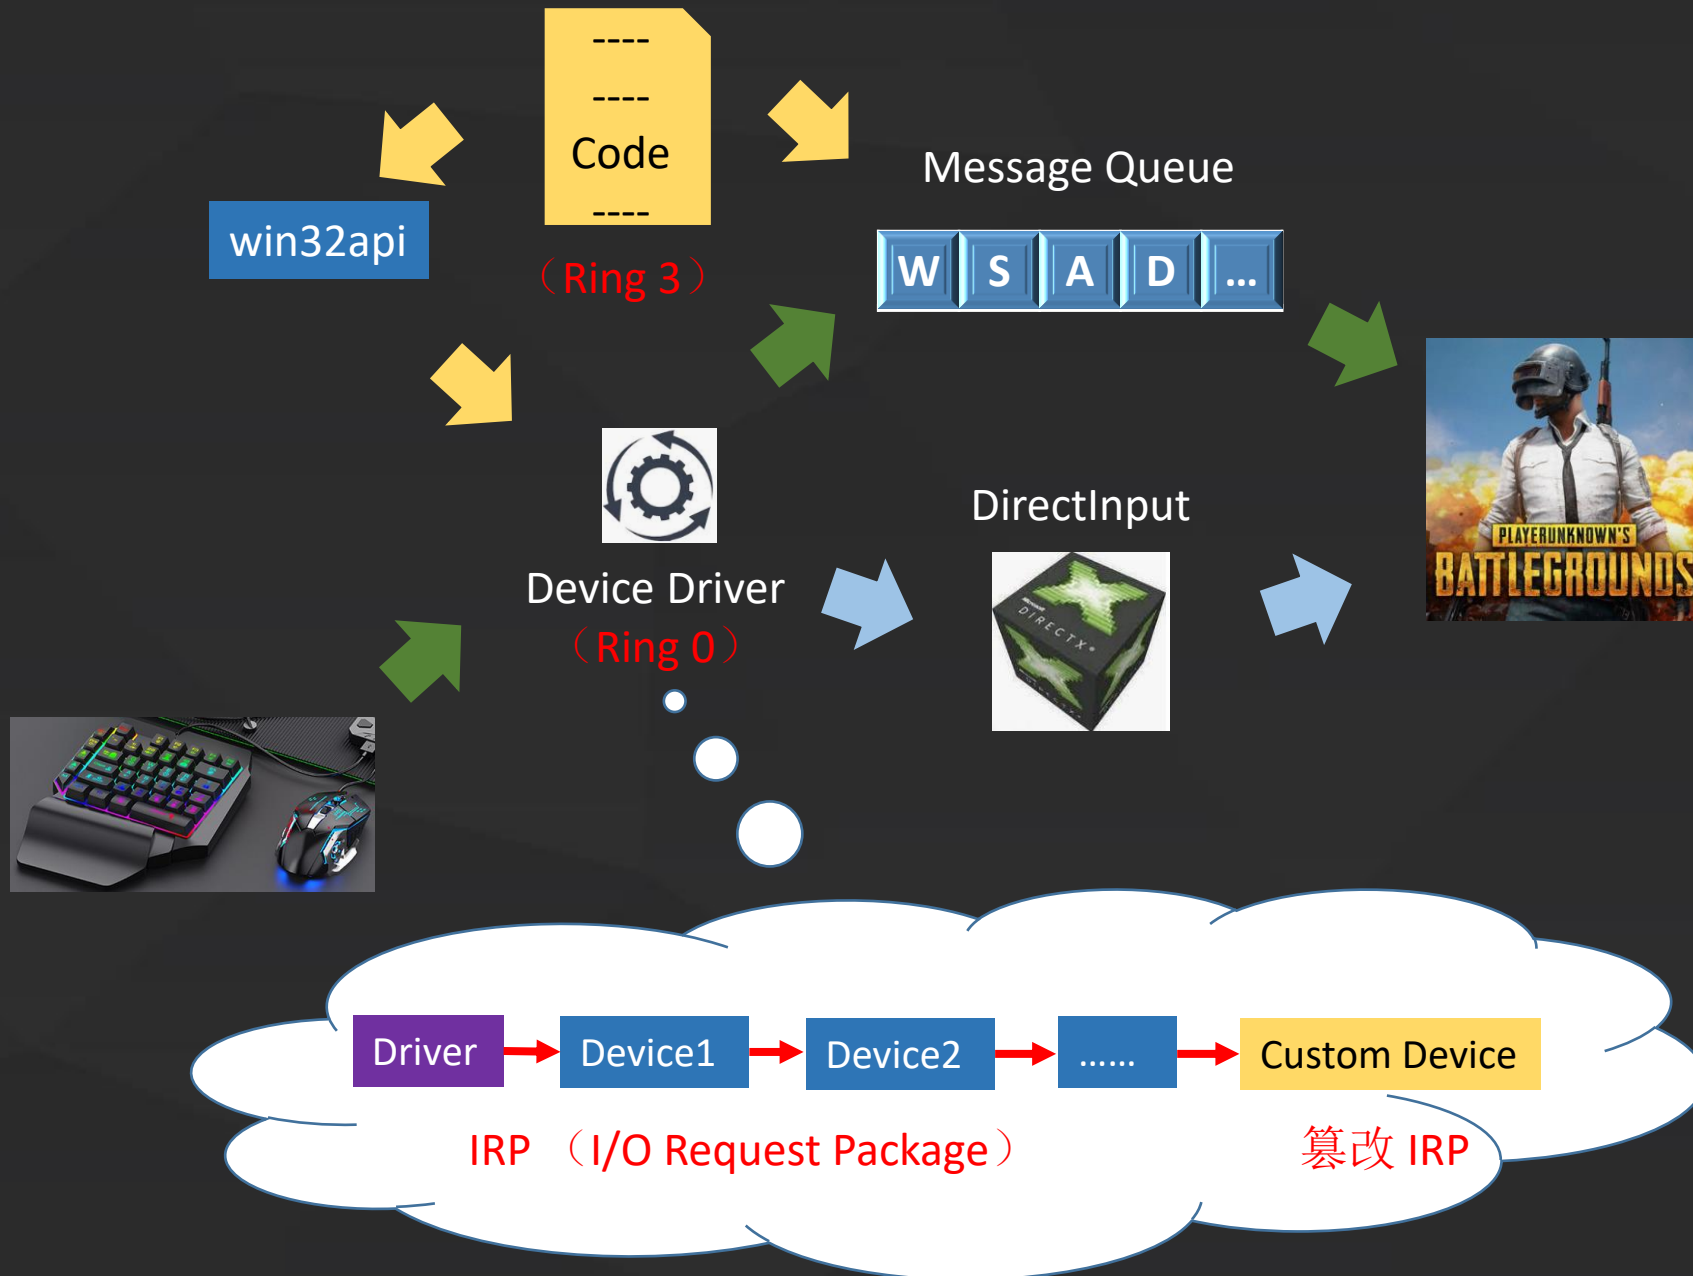 ----
----
Code
----
（Ring 3）
win32api
Message Queue
W S A D ...
DirectInput
Device Driver
（Ring 0）
DIRECTX
PLAYERUNKNOWN'S
BATTLEGROUNDS
Driver
Device1
Device2
......
Custom Device
IRP （I/O Request Package）
篡改 IRP